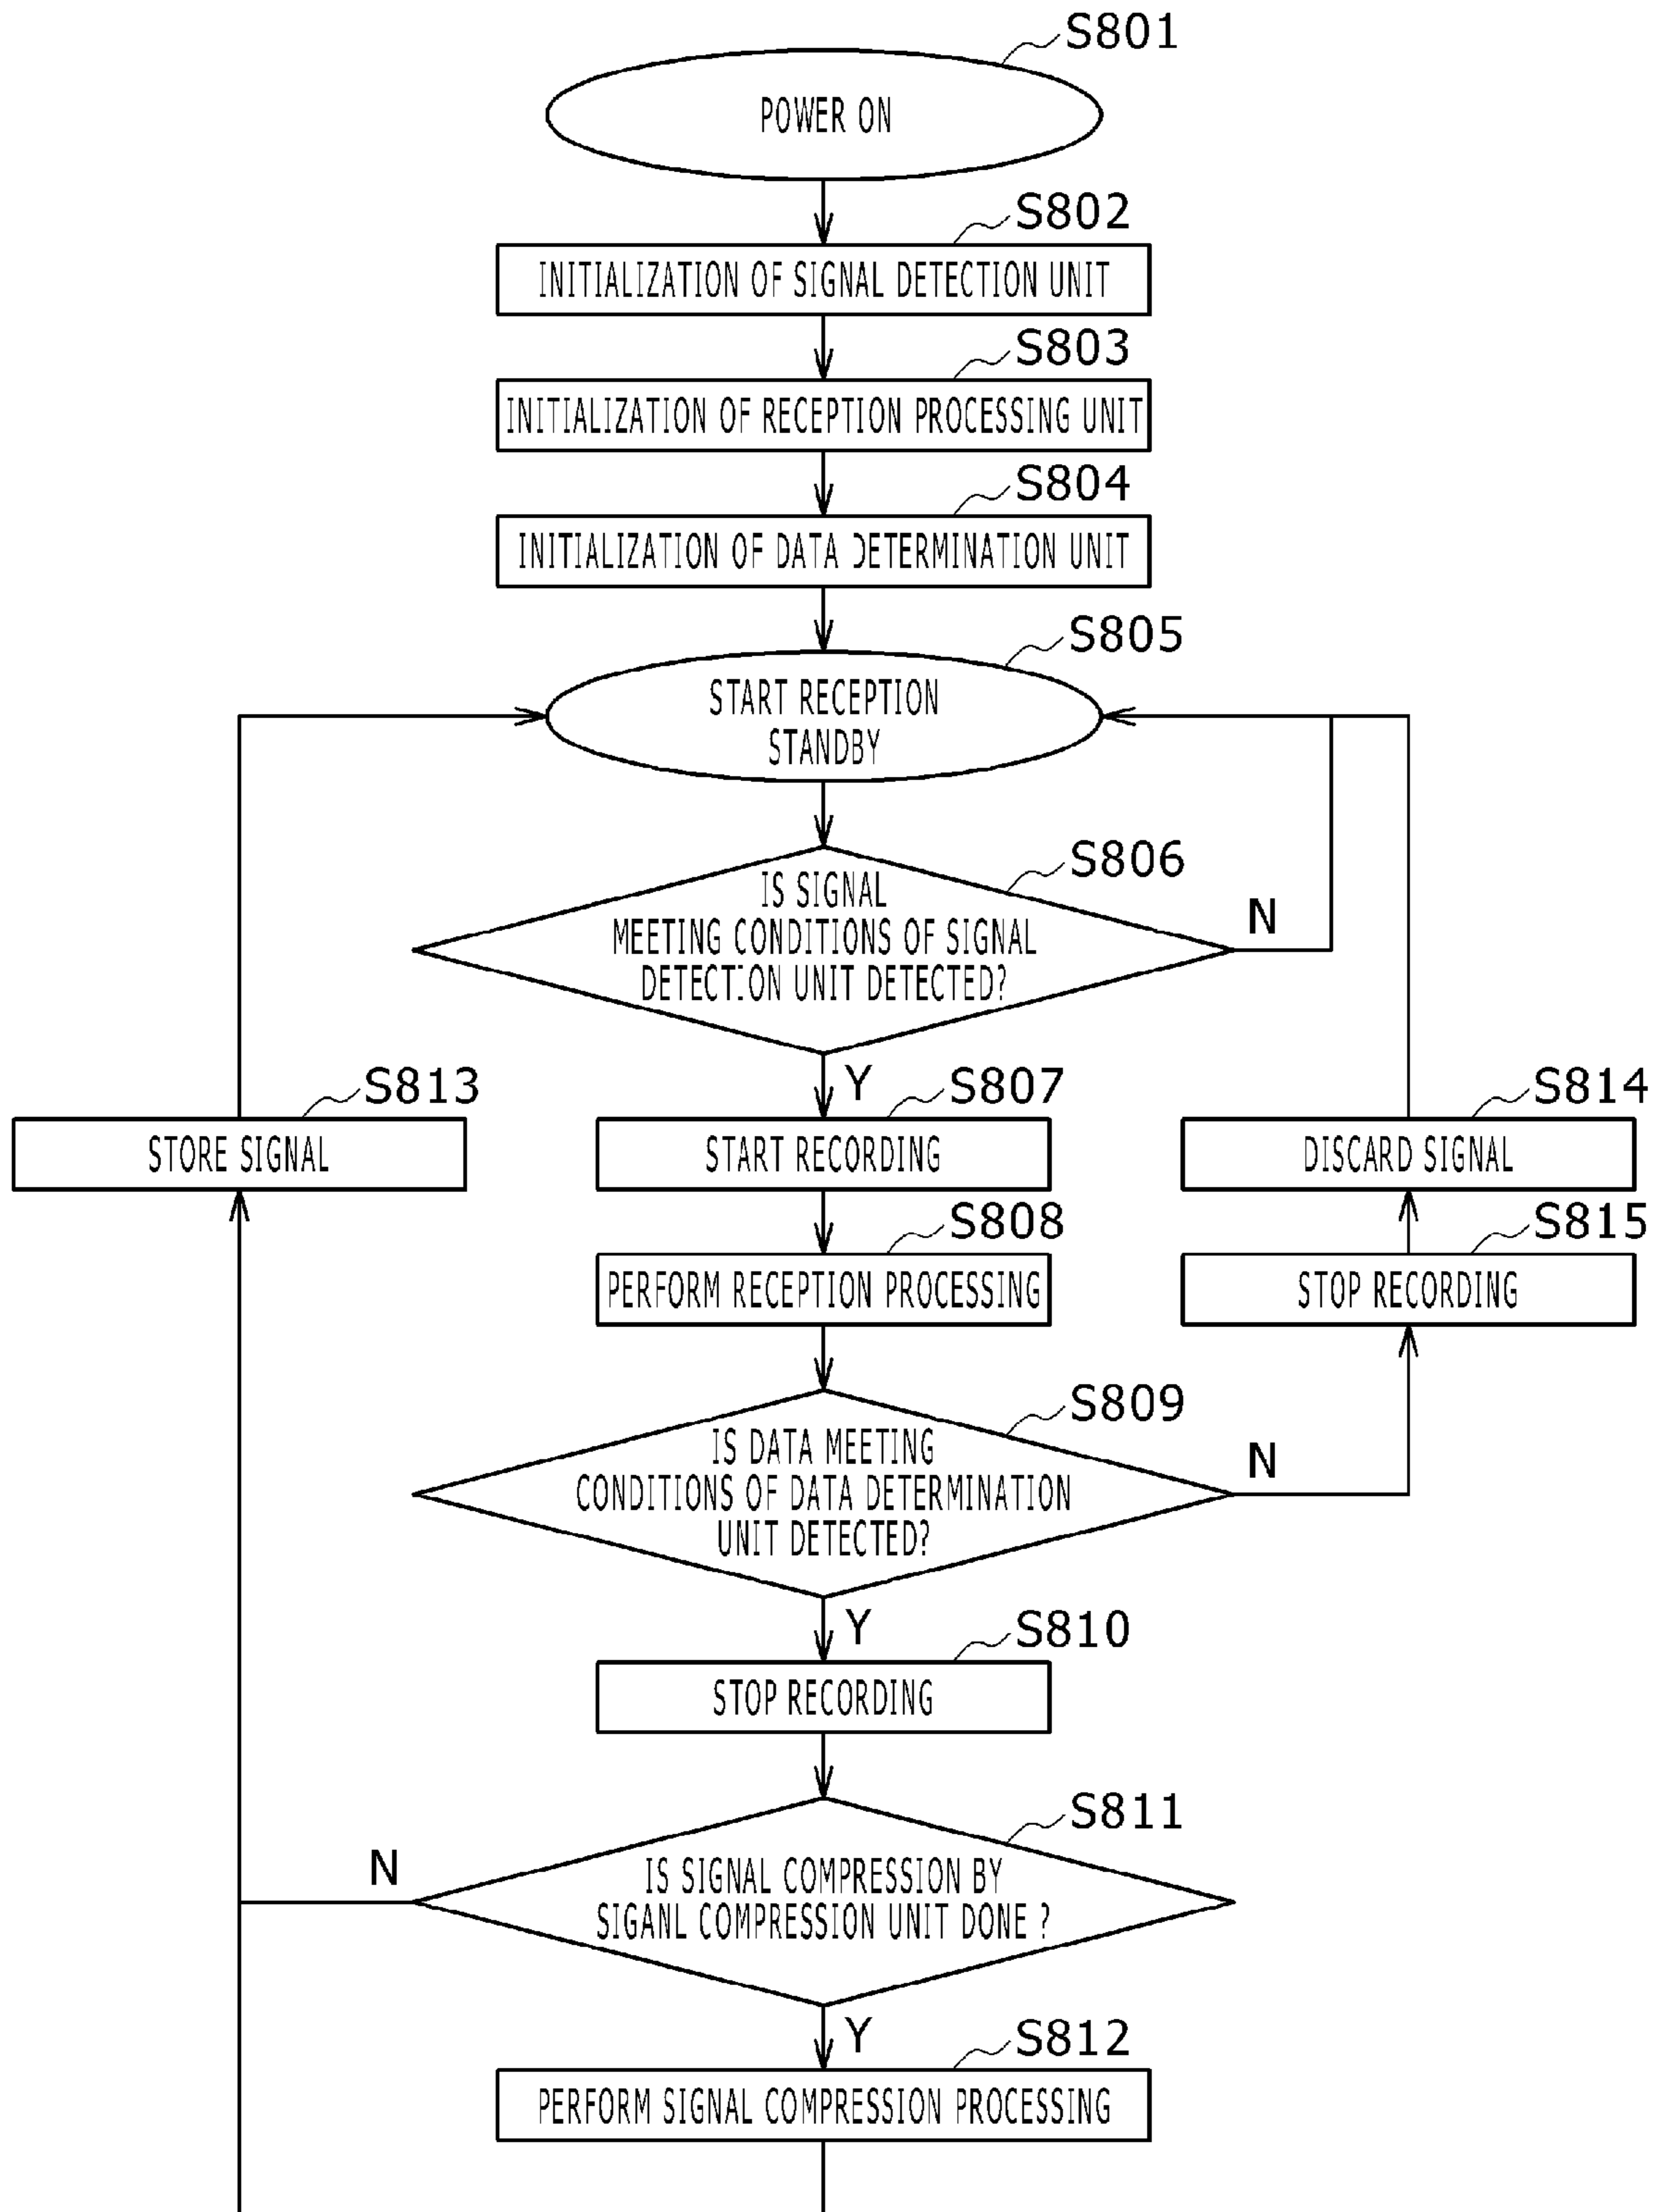 S801
POWER ON
S802
INITIALIZATION OF SIGNAL DETECTION UNIT
S803
INITIALIZATION OF RECEPTION PROCESSING UNIT
S804
INITIALIZATION OF DATA DETERMINATION UNIT
S805
START RECEPTION
STANDBY
S806
IS SIGNAL
MEETING CONDITIONS OF SIGNAL
DETECTION UNIT DETECTED?
N
Y
S813
STORE SIGNAL
S807
START RECORDING
S814
DISCARD SIGNAL
S808
PERFORM RECEPTION PROCESSING
S815
STOP RECORDING
S809
IS DATA MEETING
CONDITIONS OF DATA DETERMINATION
UNIT DETECTED?
N
Y
S810
STOP RECORDING
S811
IS SIGNAL COMPRESSION BY
SIGANL COMPRESSION UNIT DONE ?
N
Y
S812
PERFORM SIGNAL COMPRESSION PROCESSING